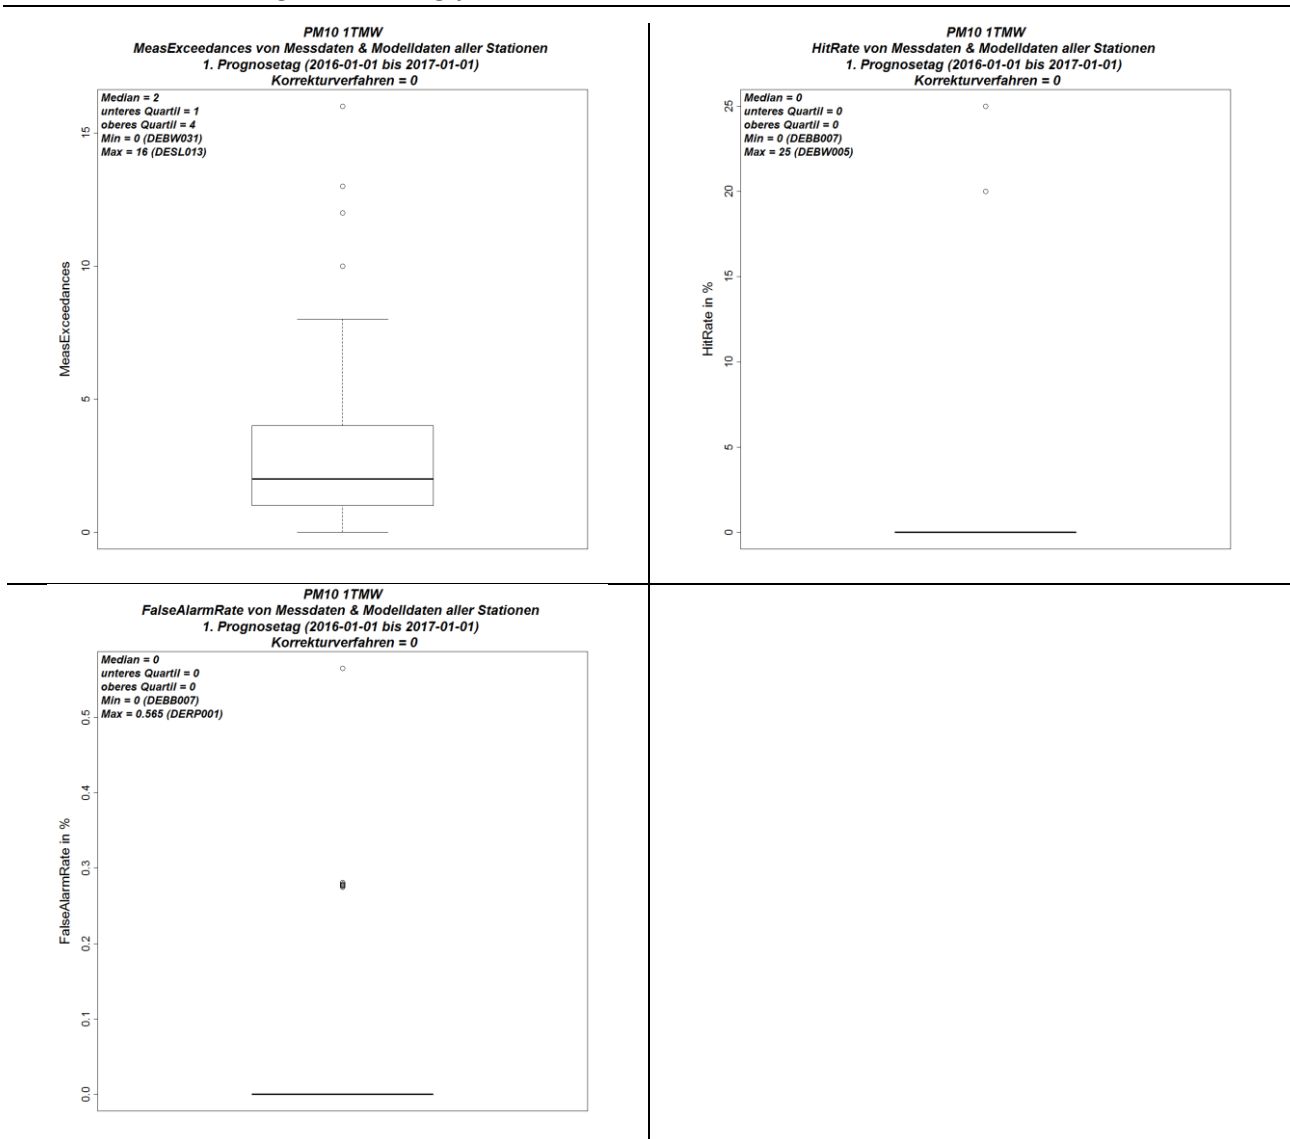 PM10 1TMW
MeasExceedances von Messdaten & Modelldaten aller Stationen
1. Prognosetag (2016-01-01 bis 2017-01-01)
Korrekturverfahren = 0
Median = 2
unteres Quartil = 1
oberes Quartil = 4
Min = 0 (DEBW031)
Max = 16 (DESL013)
15
10
5
0
MeasExceedances
PM10 1TMW
HitRate von Messdaten & Modelldaten aller Stationen
1. Prognosetag (2016-01-01 bis 2017-01-01)
Korrekturverfahren = 0
Median = 0
unteres Quartil = 0
oberes Quartil = 0
Min = 0 (DEBB007)
Max = 25 (DEBW005)
25
20
15
10
5
0
HitRate in %
PM10 1TMW
FalseAlarmRate von Messdaten & Modelldaten aller Stationen
1. Prognosetag (2016-01-01 bis 2017-01-01)
Korrekturverfahren = 0
Median = 0
unteres Quartil = 0
oberes Quartil = 0
Min = 0 (DEBB007)
Max = 0.565 (DERP001)
0.5
0.4
0.3
0.2
0.1
0.0
FalseAlarmRate in %